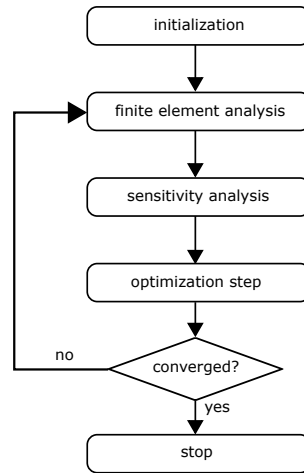 initialization
finite element analysis
sensitivity analysis
optimization step
converged?
no
yes
stop